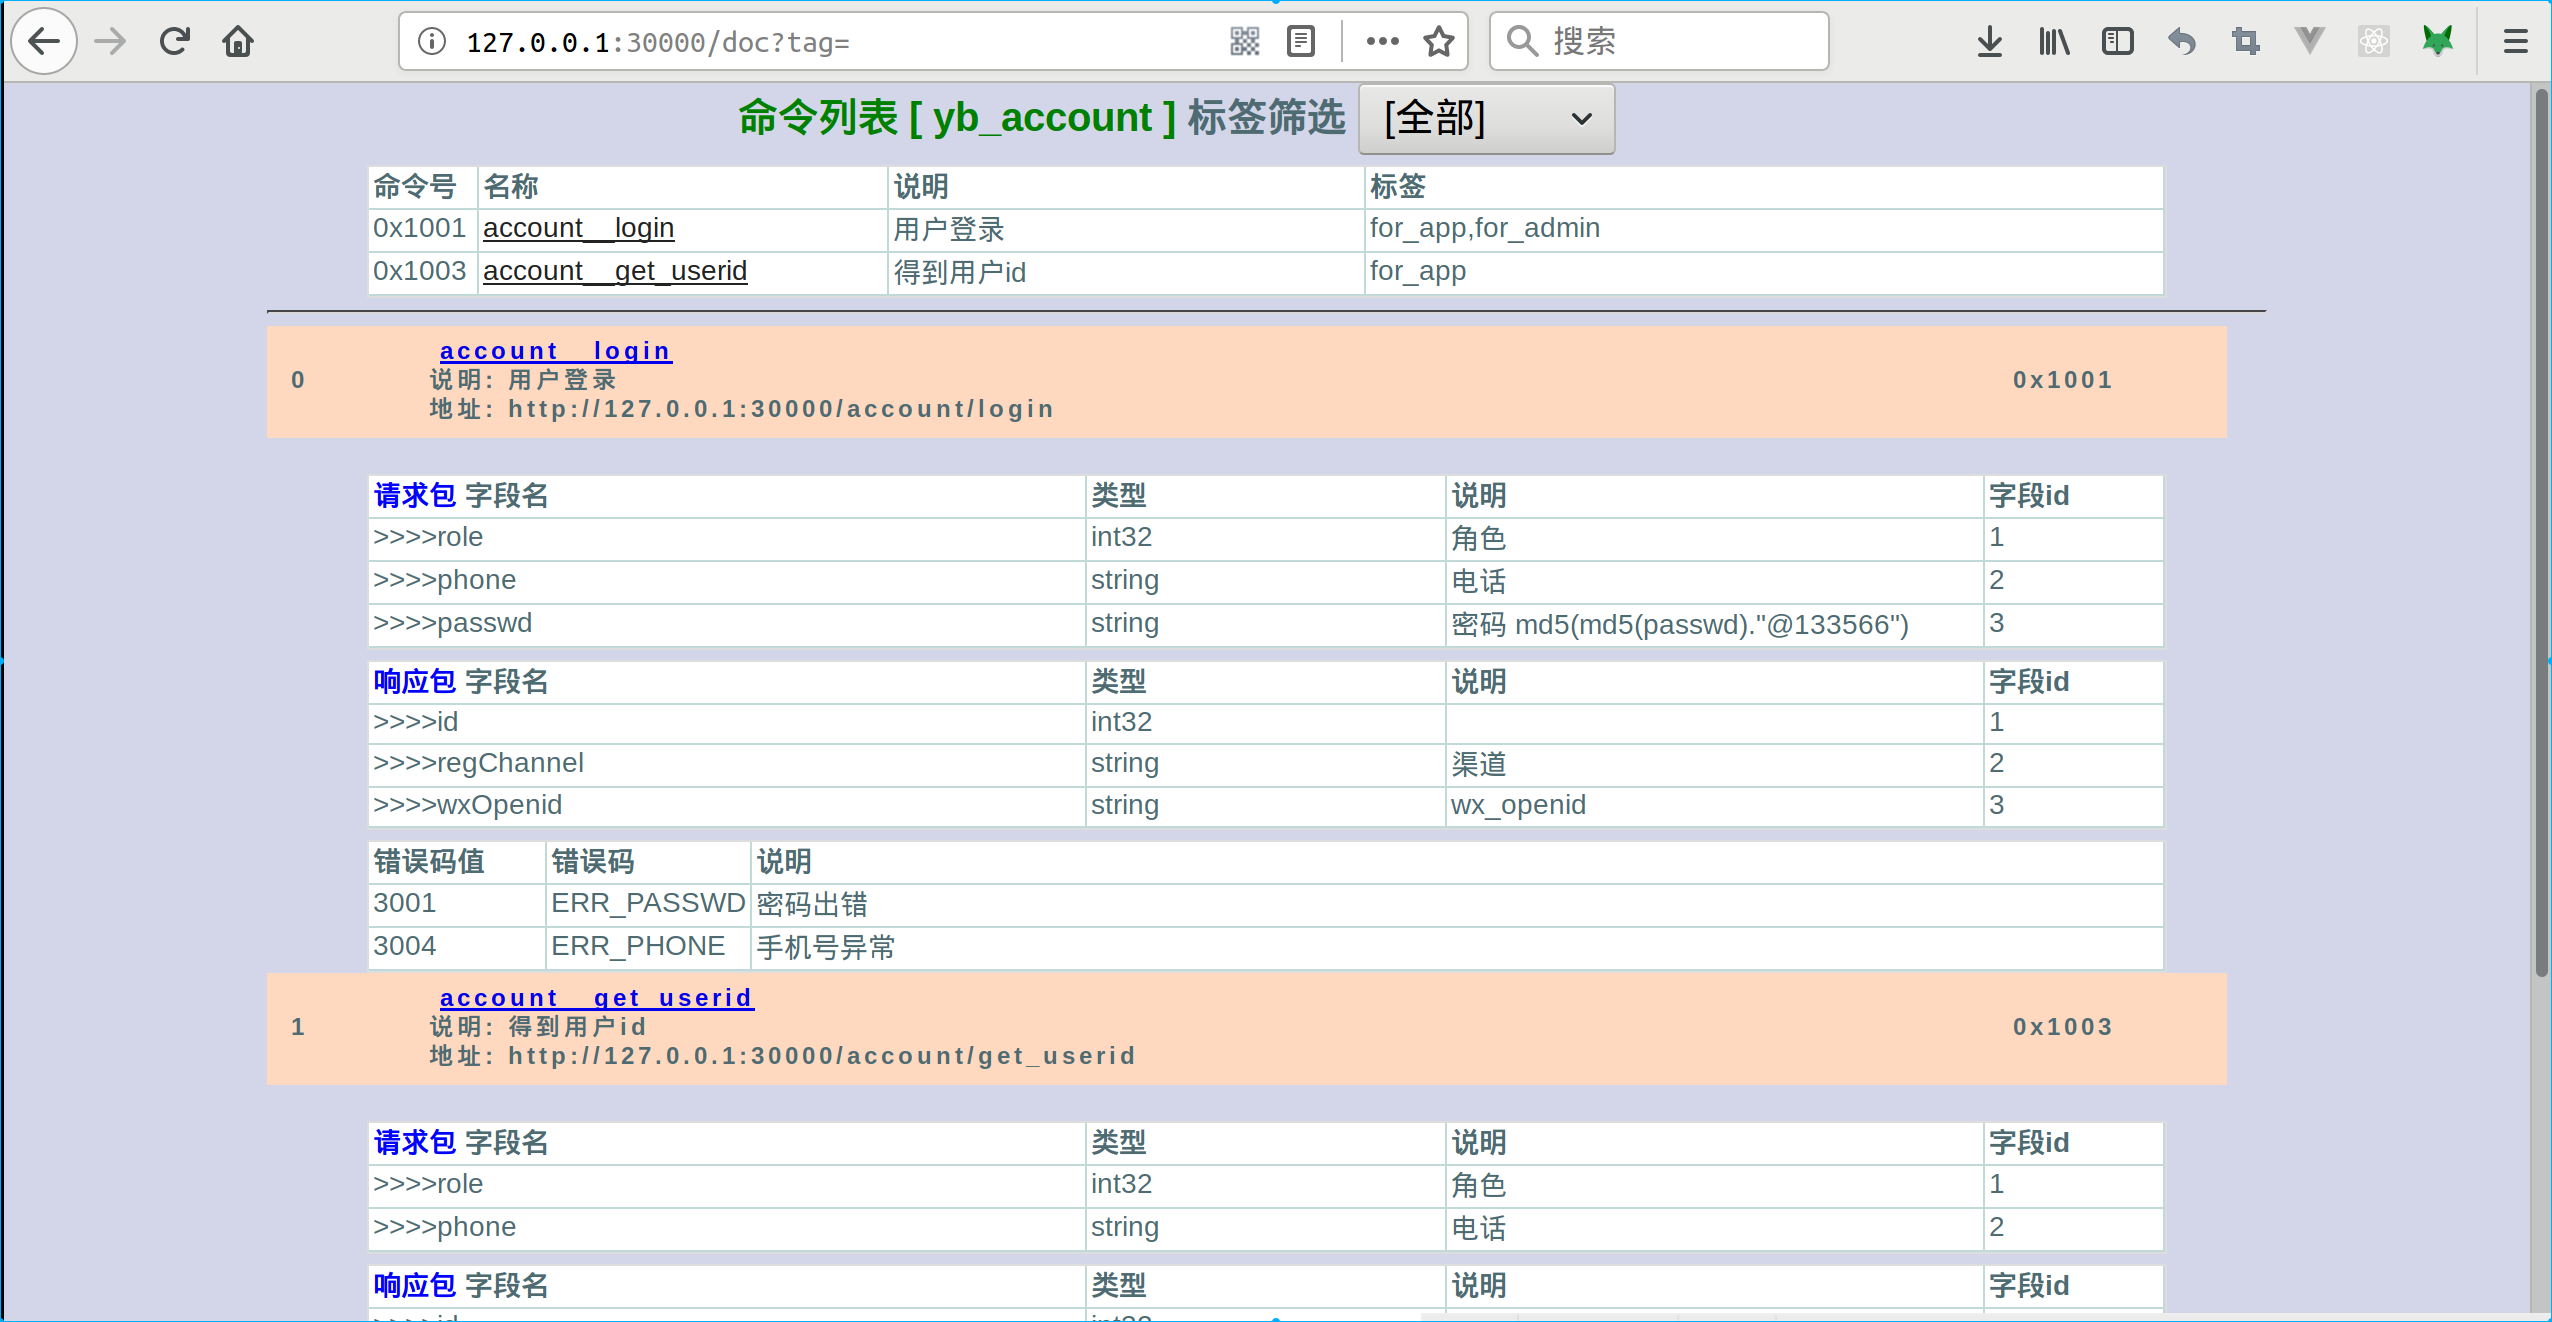 127.0.0.1:30000/doc?tag=
搜索
命令列表 [ yb_account ] 标签筛选 [全部]
命令号 名称 说明 标签
0x1001 account__login 用户登录 for_app,for_admin
0x1003 account__get_userid 得到用户id for_app
account__login
0 说明: 用户登录 0x1001
地址: http://127.0.0.1:30000/account/login
请求包 字段名 类型 说明 字段id
>>>>role int32 角色 1
>>>>phone string 电话 2
>>>>passwd string 密码 md5(md5(passwd)."@133566") 3
响应包 字段名 类型 说明 字段id
>>>>id int32 1
>>>>regChannel string 渠道 2
>>>>wxOpenid string wx_openid 3
错误码值 错误码 说明
3001 ERR_PASSWD 密码出错
3004 ERR_PHONE 手机号异常
account__get_userid
1 说明: 得到用户id 0x1003
地址: http://127.0.0.1:30000/account/get_userid
请求包 字段名 类型 说明 字段id
>>>>role int32 角色 1
>>>>phone string 电话 2
响应包 字段名 类型 说明 字段id